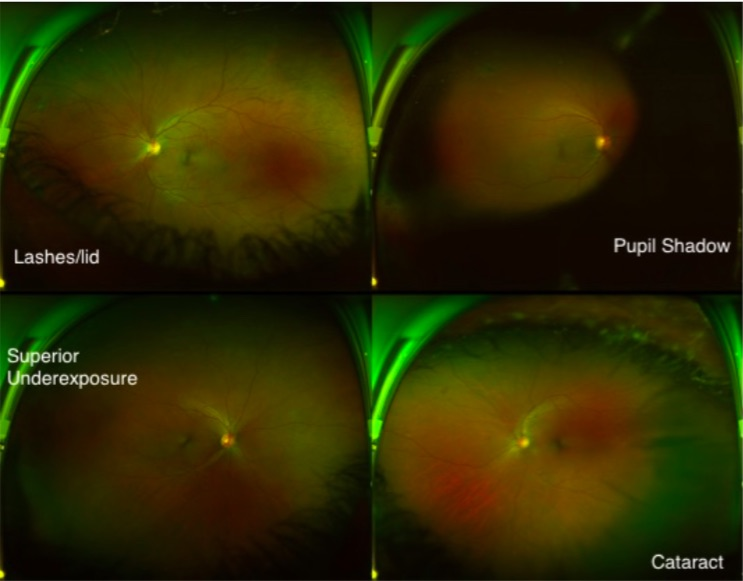 Lashes/lid
Pupil Shadow
Superior
Underexposure
Cataract